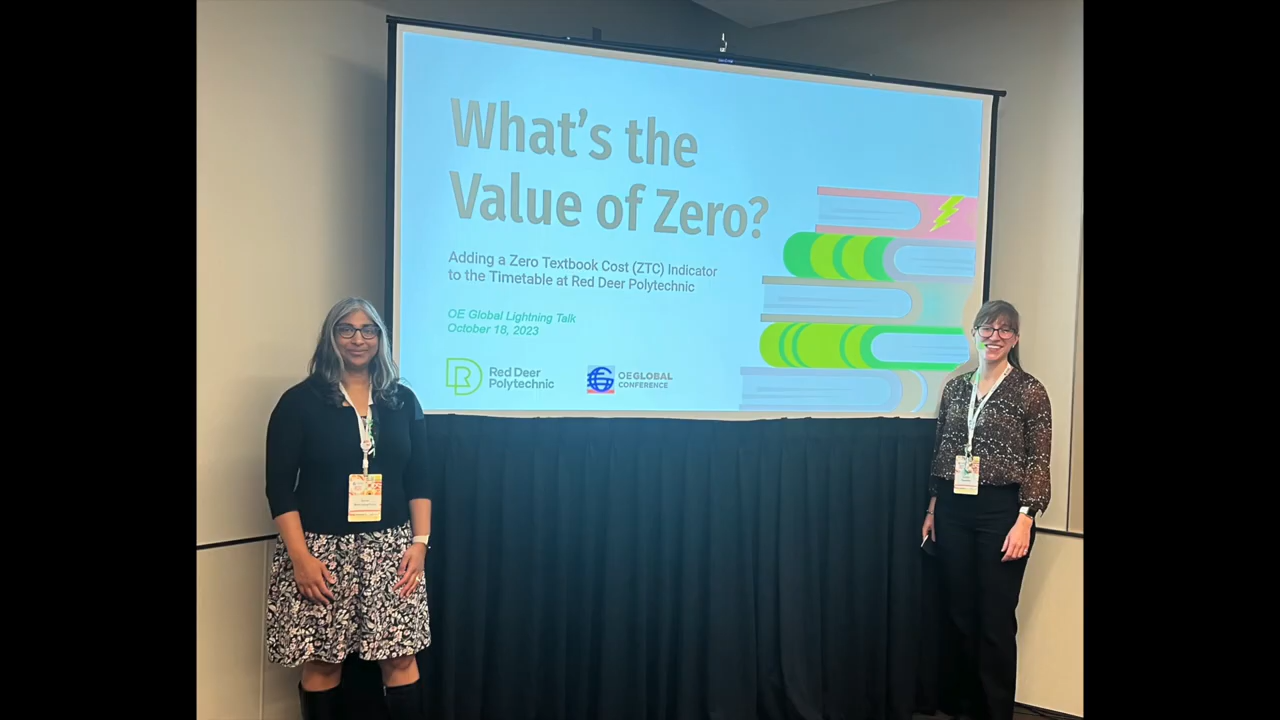 What's the
Value of Zero?
Adding a Zero Textbook Cost (ZTC) Indicator
to the Timetable at Red Deer Polytechnic
OE Global Lightning Talk
October 18, 2023
Red Deer
Polytechnic
OEGLOBAL
CONFERENCE